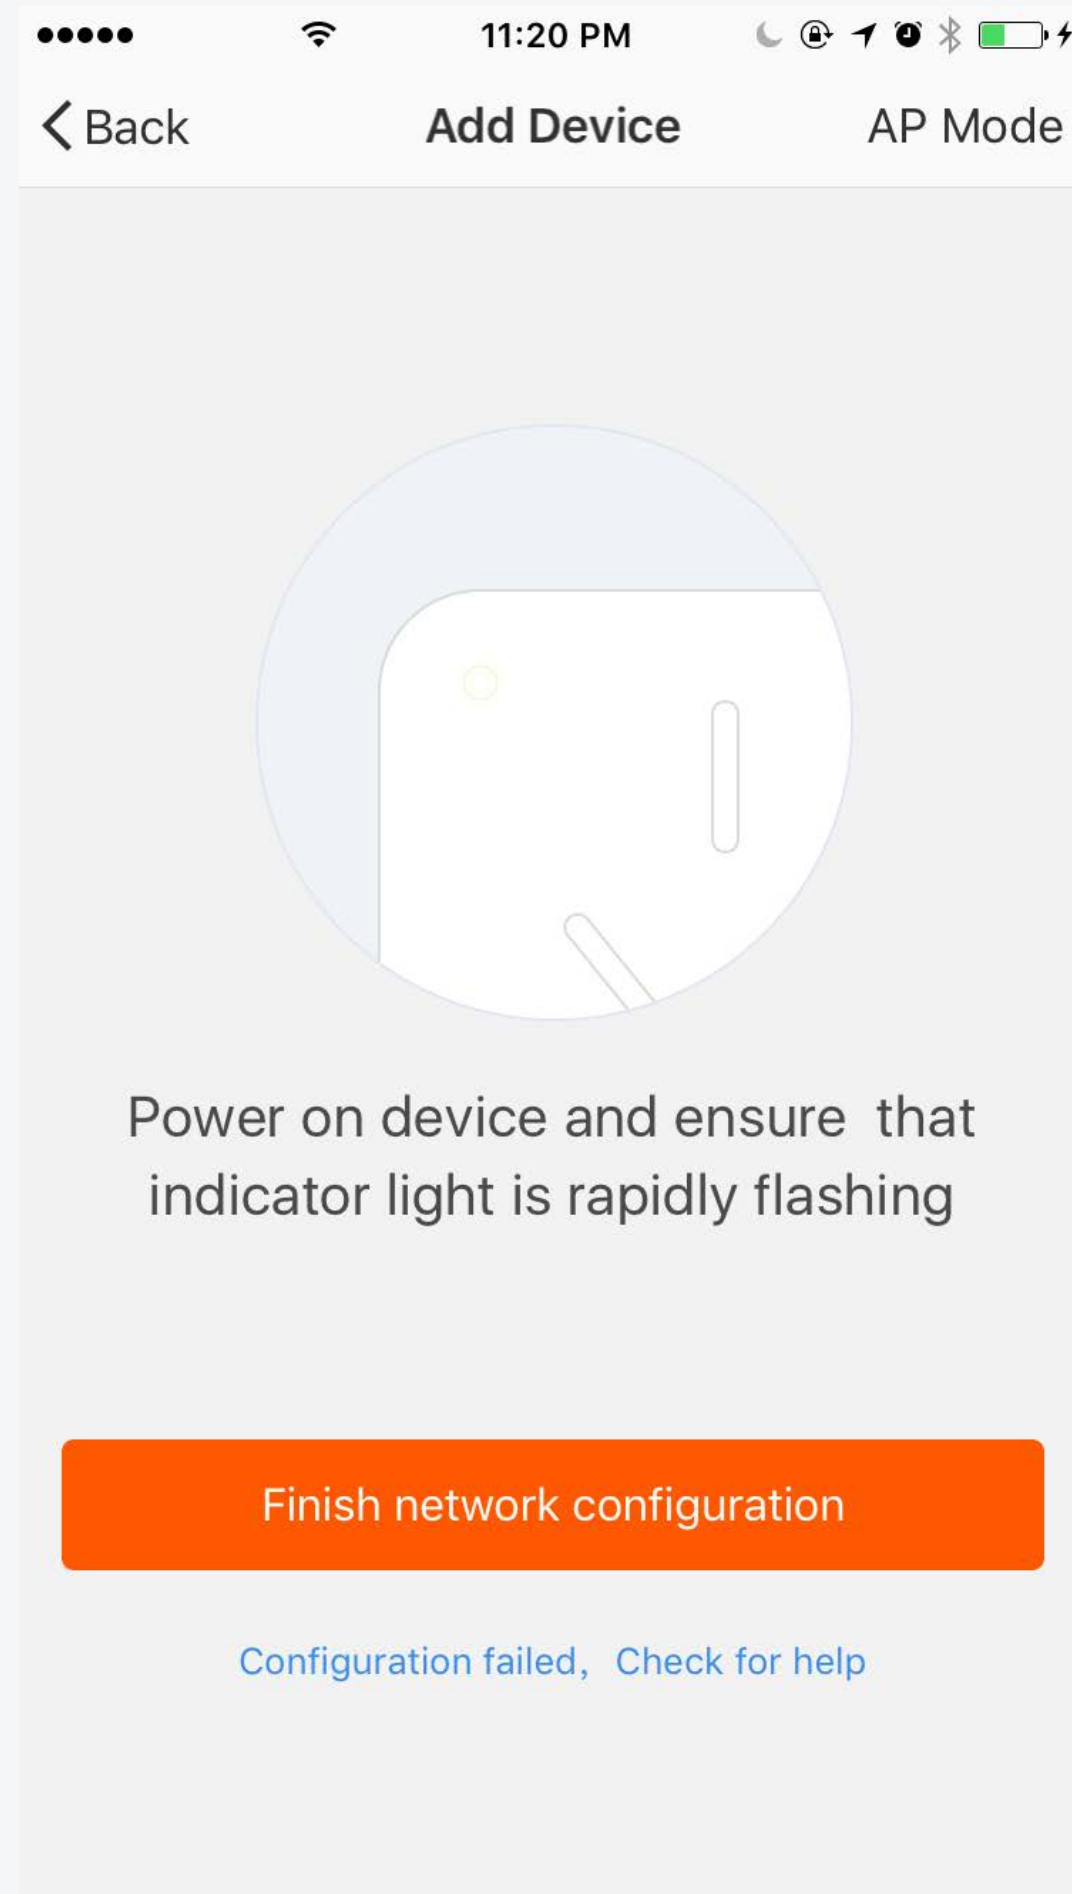 11:20 PM
Back
Add Device
AP Mode
Power on device and ensure  that
indicator light is rapidly flashing
Finish network configuration
Configuration failed,  Check for help